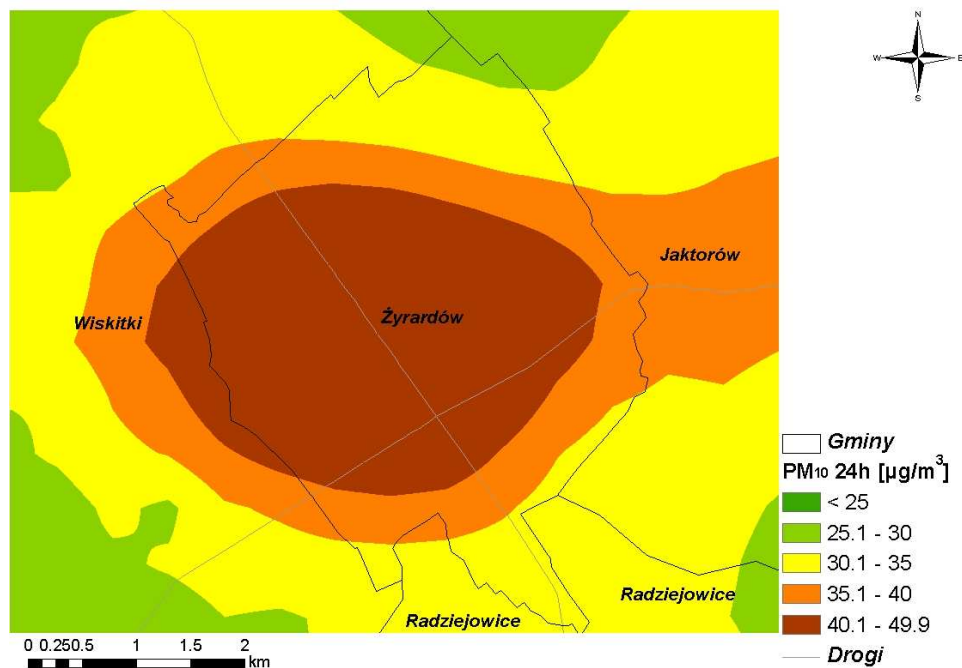 N
W E
S
Jaktorów
Żyrardów
Wiskitki
Radziejowice
Radziejowice
Gminy
PM10 24h [µg/m³]
< 25
25.1 - 30
30.1 - 35
35.1 - 40
40.1 - 49.9
Drogi
0 0.250.5 1 1.5 2
km